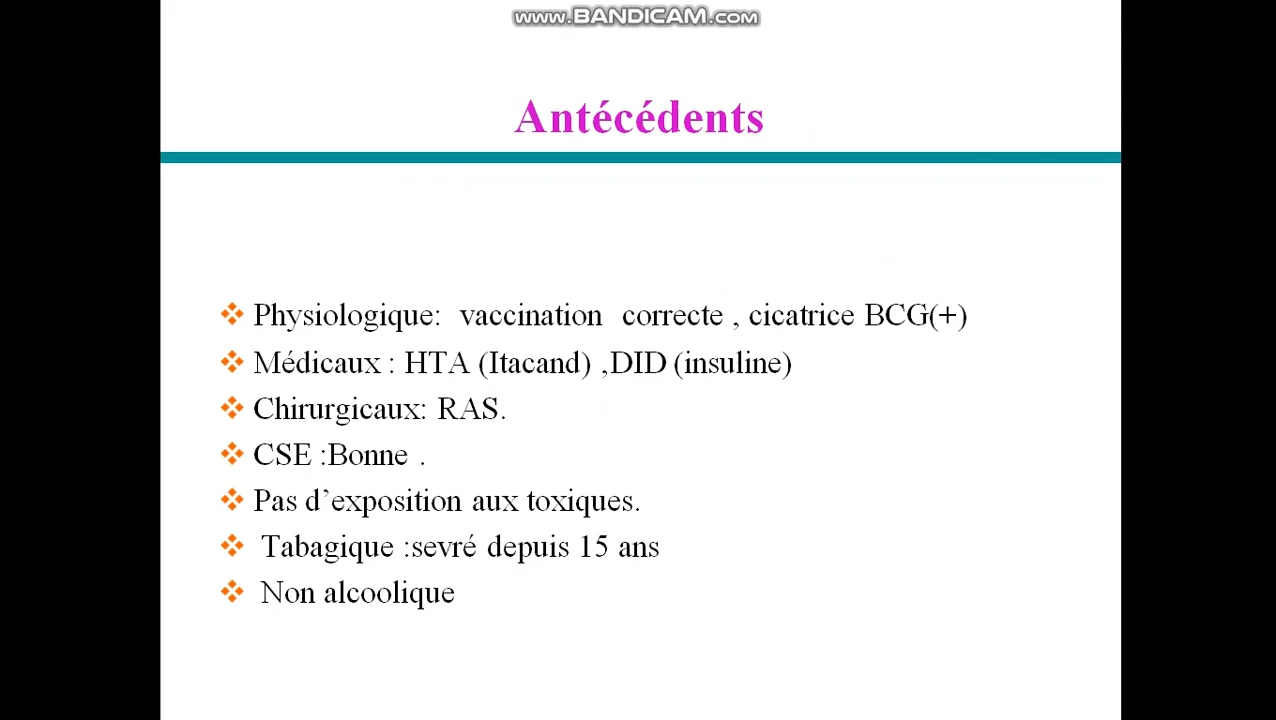 www.BANDICAM.com
Antécédents
Physiologique: vaccination correcte , cicatrice BCG(+)
Médicaux : HTA (Itacand) ,DID (insuline)
Chirurgicaux: RAS.
CSE :Bonne .
Pas d’exposition aux toxiques.
Tabagique :sevré depuis 15 ans
Non alcoolique